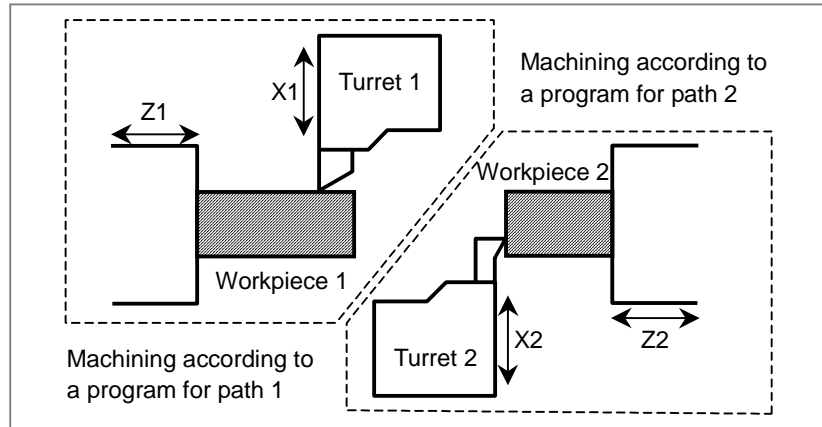 Turret 1
X1
Z1
Workpiece 1
Machining according to
a program for path 1
Machining according to
a program for path 2
Workpiece 2
Turret 2
X2
Z2